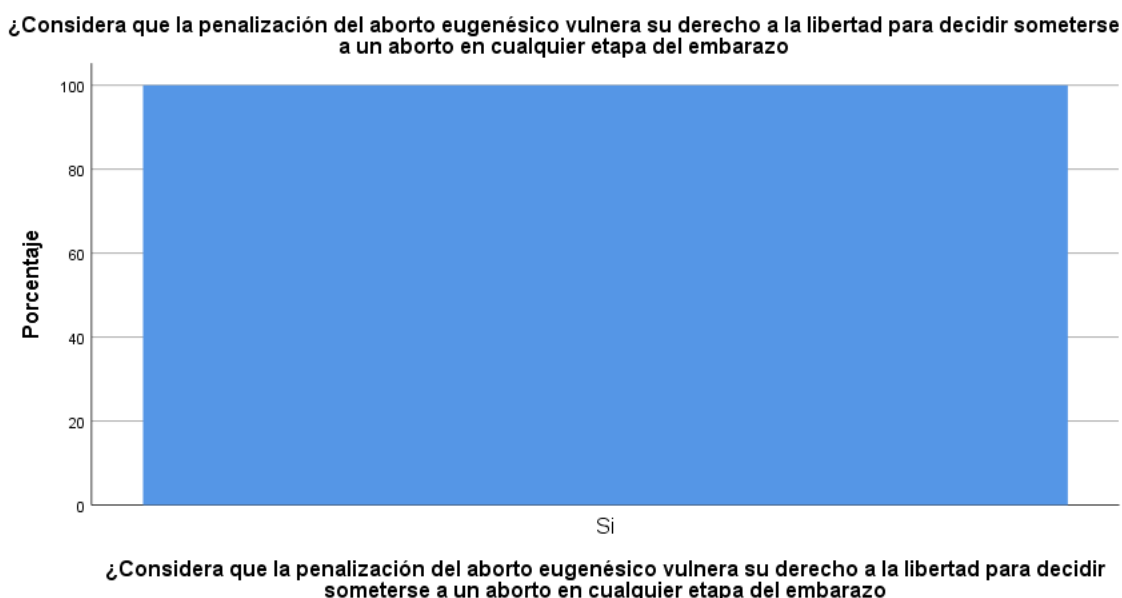 ¿Considera que la penalización del aborto eugenésico vulnera su derecho a la libertad para decidir someterse
a un aborto en cualquier etapa del embarazo
100
80
60
40
20
0
Porcentaje
Si
¿Considera que la penalización del aborto eugenésico vulnera su derecho a la libertad para decidir
someterse a un aborto en cualquier etapa del embarazo